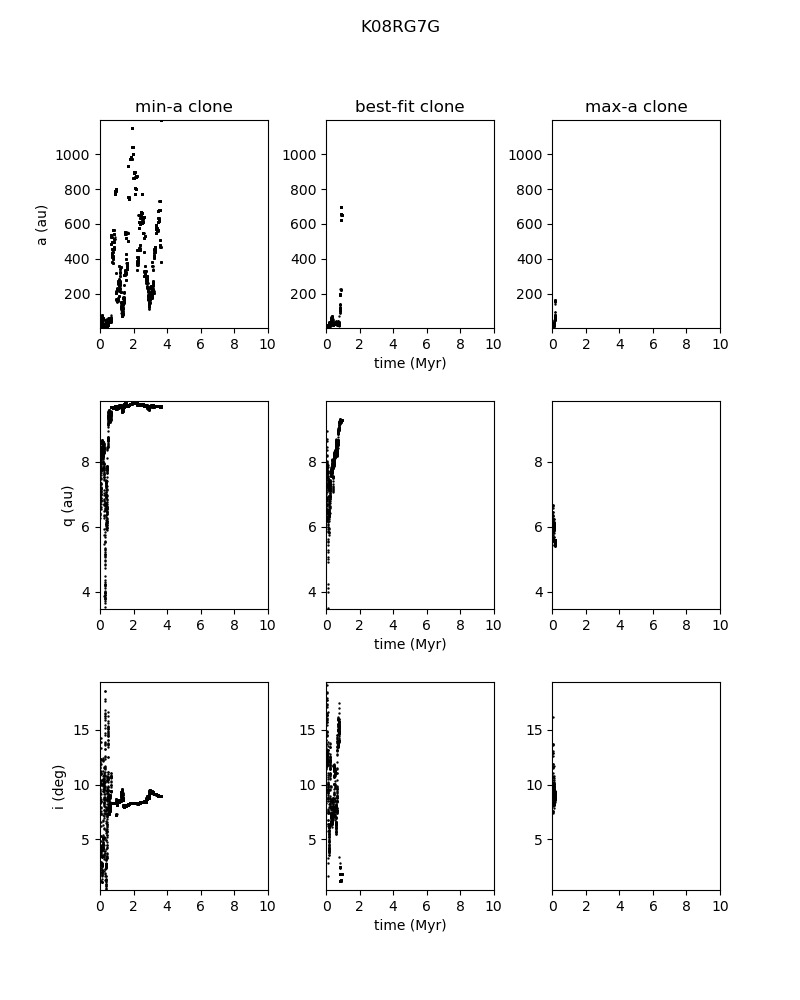 K08RG7G
min-a clone best-fit clone max-a clone
1000 1000 1000
800 800 800
600 600 600
400 400 400
200 200 200
a (au)
0 2 4 6 8 10 0 2 4 6 8 10 0 2 4 6 8 10
time (Myr)
8 8 8
6 6 6
4 4 4
q (au)
0 2 4 6 8 10 0 2 4 6 8 10 0 2 4 6 8 10
time (Myr)
15 15 15
10 10 10
5 5 5
i (deg)
0 2 4 6 8 10 0 2 4 6 8 10 0 2 4 6 8 10
time (Myr)